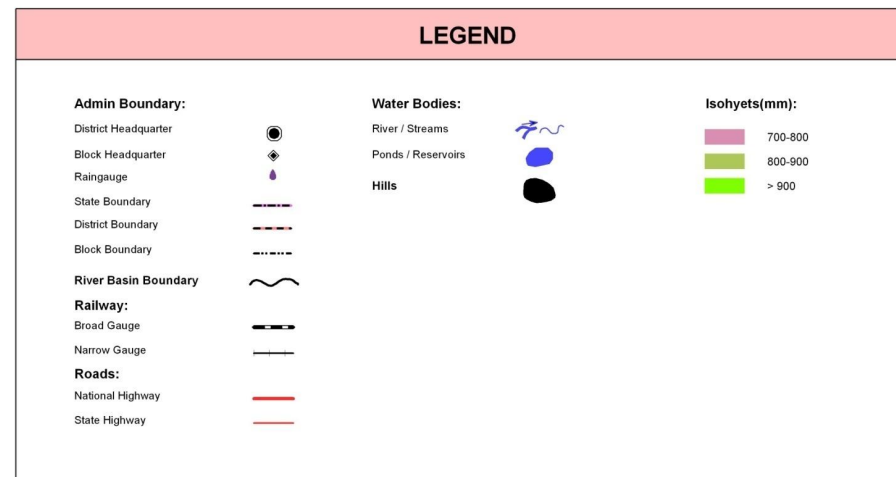 LEGEND
Admin Boundary:
District Headquarter
Block Headquarter
Raingauge
State Boundary
District Boundary
Block Boundary
River Basin Boundary
Railway:
Broad Gauge
Narrow Gauge
Roads:
National Highway
State Highway
Water Bodies:
River / Streams
Ponds / Reservoirs
Hills
Isohyets(mm):
700-800
800-900
> 900